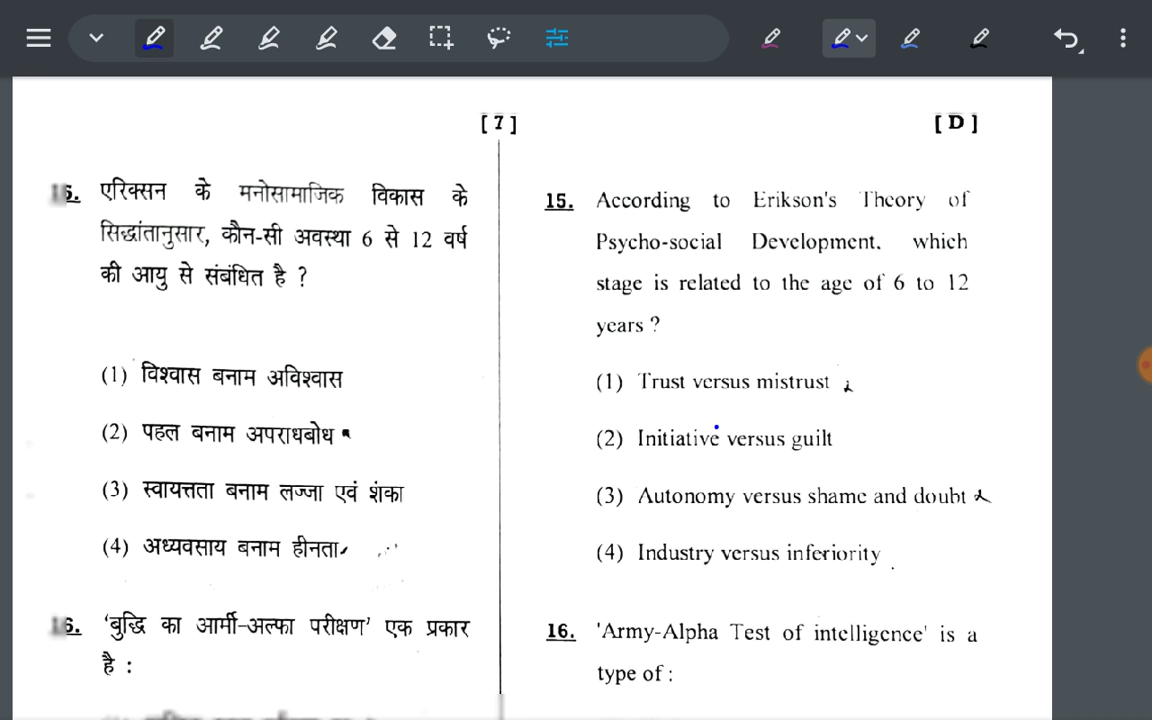 [ 7 ]
[ D ]
एरिक्सन के मनोसामाजिक विकास के
सिद्धांतानुसार, कौन-सी अवस्था 6 से 12 वर्ष
की आयु से संबंधित है ?
(1) विश्वास बनाम अविश्वास
(2) पहल बनाम अपराधबोध
(3) स्वायत्तता बनाम लज्जा एवं शंका
(4) अध्यवसाय बनाम हीनता
'बुद्धि का आर्मी-अल्फा परीक्षण' एक प्रकार
है :
15. According to Erikson's Theory of
Psycho-social Development, which
stage is related to the age of 6 to 12
years ?
(1) Trust versus mistrust
(2) Initiative versus guilt
(3) Autonomy versus shame and doubt
(4) Industry versus inferiority
16. 'Army-Alpha Test of intelligence' is a
type of :